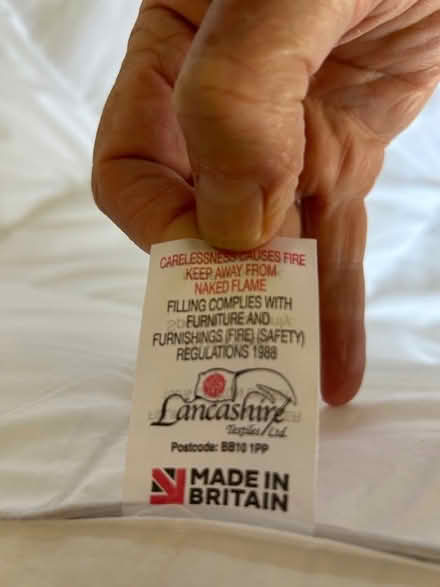 CARELESSNESS CAUSES FIRE
KEEP AWAY FROM
NAKED FLAME
FILLING COMPLIES WITH
FURNITURE AND
FURNISHINGS (FIRE) (SAFETY)
REGULATIONS 1988
Lancashire
Textiles Ltd.
Postcode: BB10 1PP
MADE IN
BRITAIN